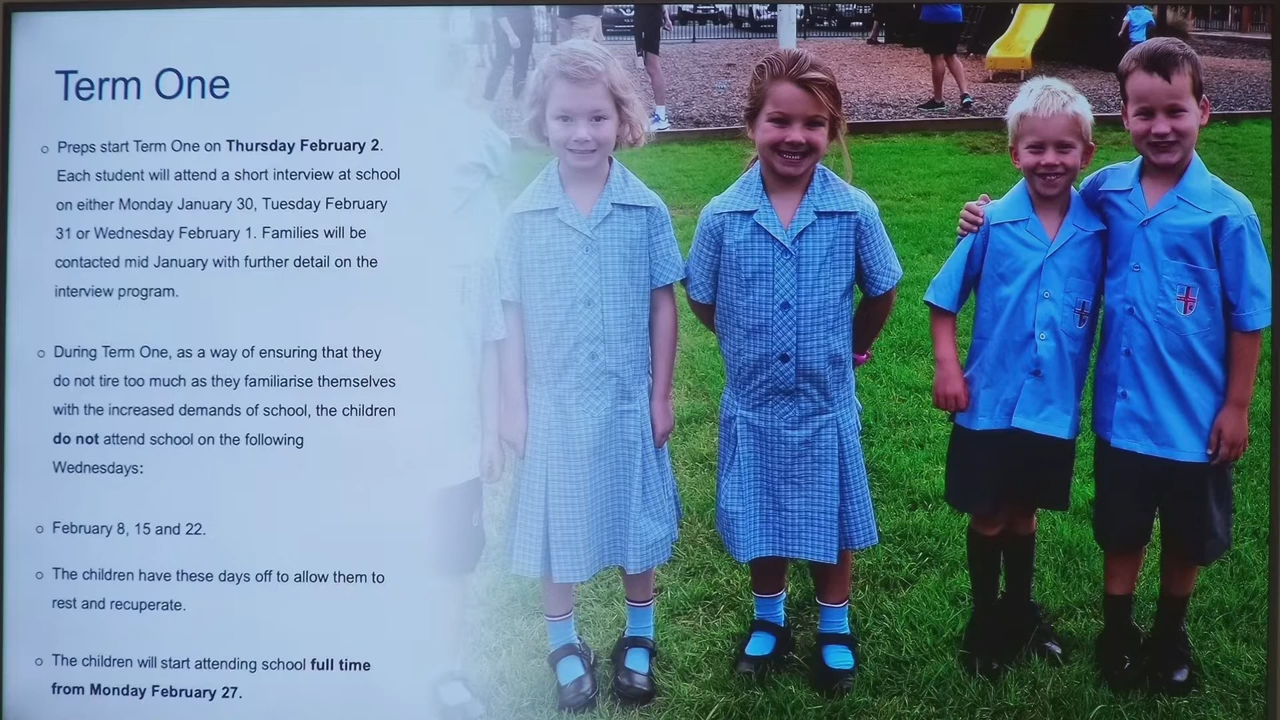 Term One
Preps start Term One on Thursday February 2.
Each student will attend a short interview at school
on either Monday January 30, Tuesday February
31 or Wednesday February 1. Families will be
contacted mid January with further detail on the
interview program.
During Term One, as a way of ensuring that they
do not tire too much as they familiarise themselves
with the increased demands of school, the children
do not attend school on the following
Wednesdays:
February 8, 15 and 22.
The children have these days off to allow them to
rest and recuperate.
The children will start attending school full time
from Monday February 27.